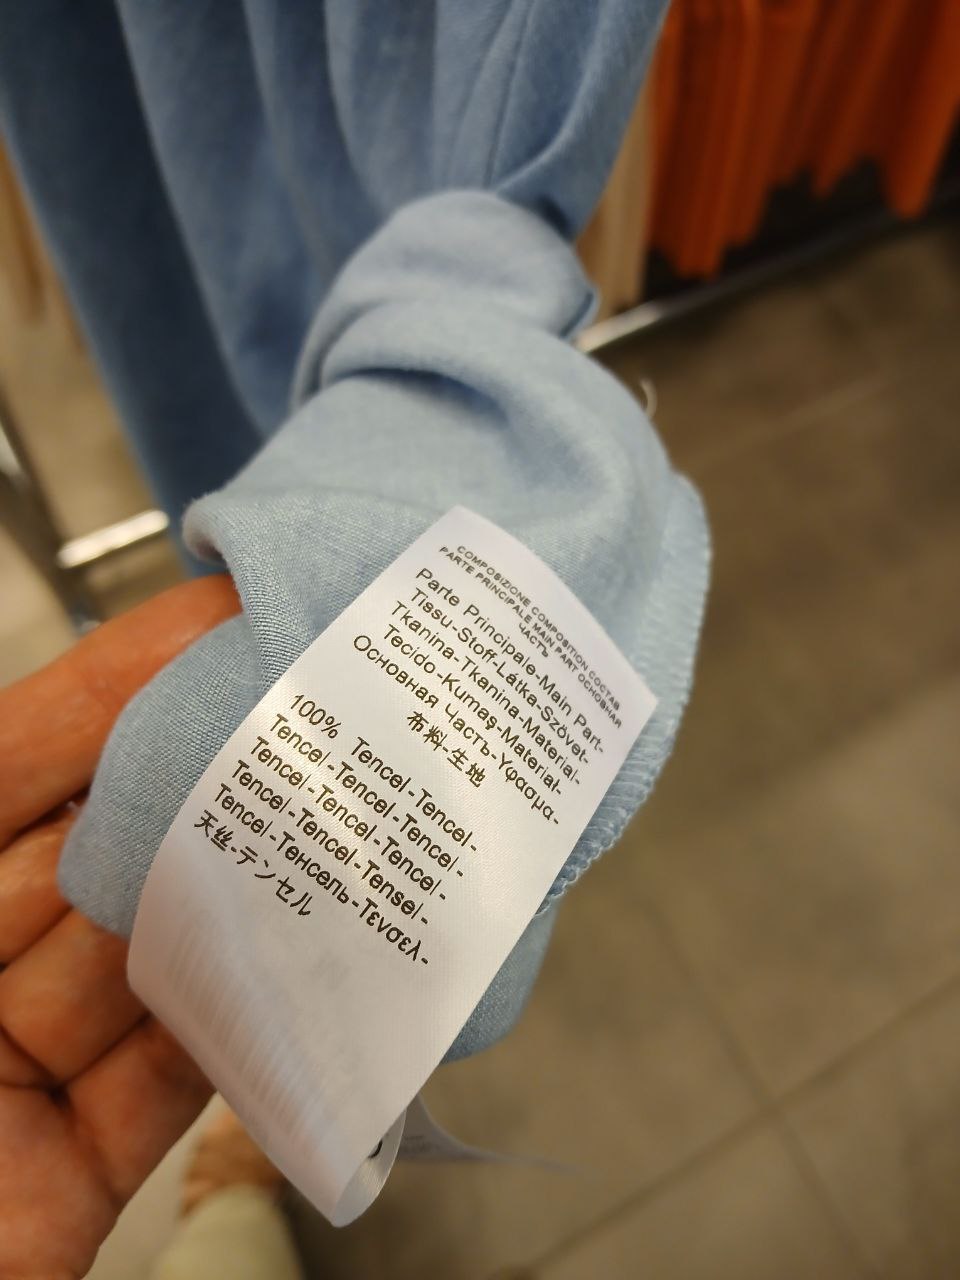 COMPOSIZIONE COMPOSITION СОСТАВ
PARTE PRINCIPALE MAIN PART ОСНОВНАЯ
ЧАСТЬ
Parte Principale-Main Part-
Tissu-Stoff-Látka-Szövet-
Tkanina-Tkanina-Material-
Tecido-Kumaş-Materiał-
Основная Часть-Υφασμα-
布料-生地
100% Tencel-Tencel-
Tencel-Tencel-Tencel-
Tencel-Tencel-Tencel-
Tencel-Tencel-Tensel-
Tencel-Тенсель-Τενσελ-
天丝-テンセル